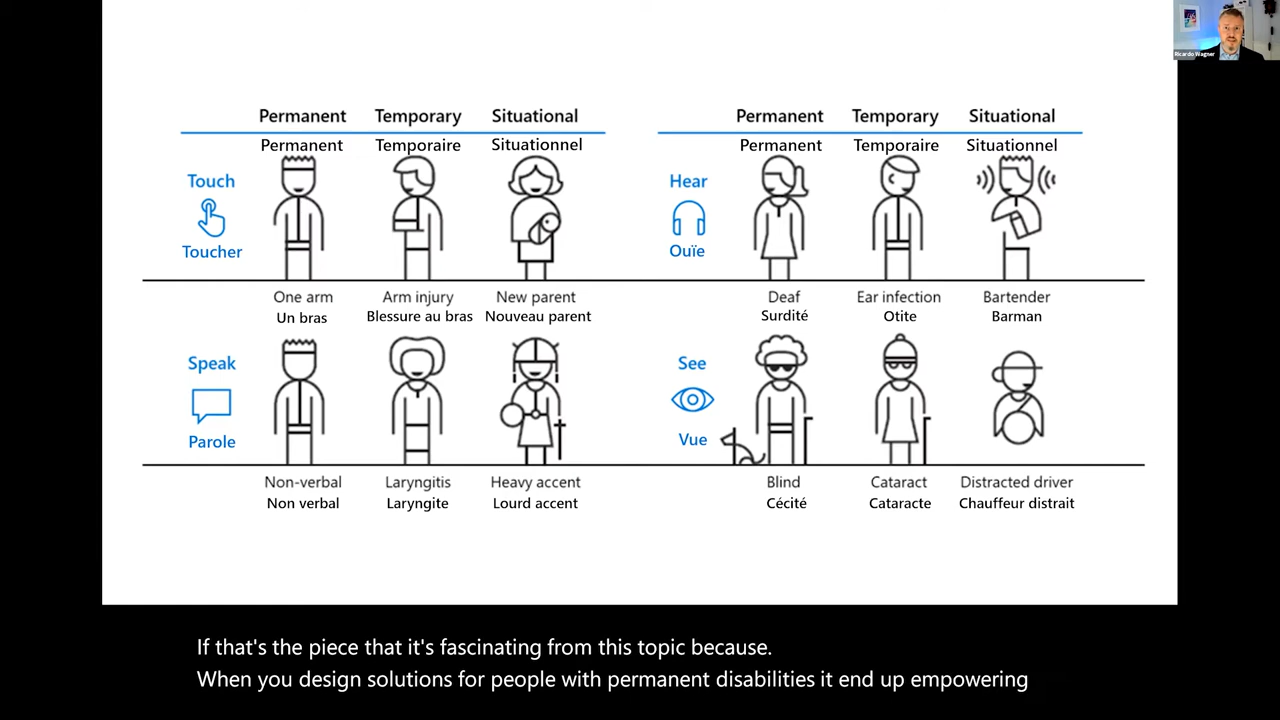 Ricardo Wagner
Permanent Temporary Situational
Permanent Temporaire Situationnel
Touch
Toucher
One arm Arm injury New parent
Un bras Blessure au bras Nouveau parent
Speak
Parole
Non-verbal Laryngitis Heavy accent
Non verbal Laryngite Lourd accent
Permanent Temporary Situational
Permanent Temporaire Situationnel
Hear
Ouïe
Deaf Ear infection Bartender
Surdité Otite Barman
See
Vue
Blind Cataract Distracted driver
Cécité Cataracte Chauffeur distrait
If that's the piece that it's fascinating from this topic because.
When you design solutions for people with permanent disabilities it end up empowering